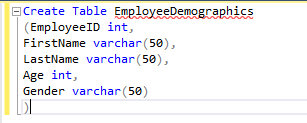 Create Table EmployeeDemographics
(EmployeeID int,
FirstName varchar(50),
LastName varchar(50),
Age int,
Gender varchar(50)
)